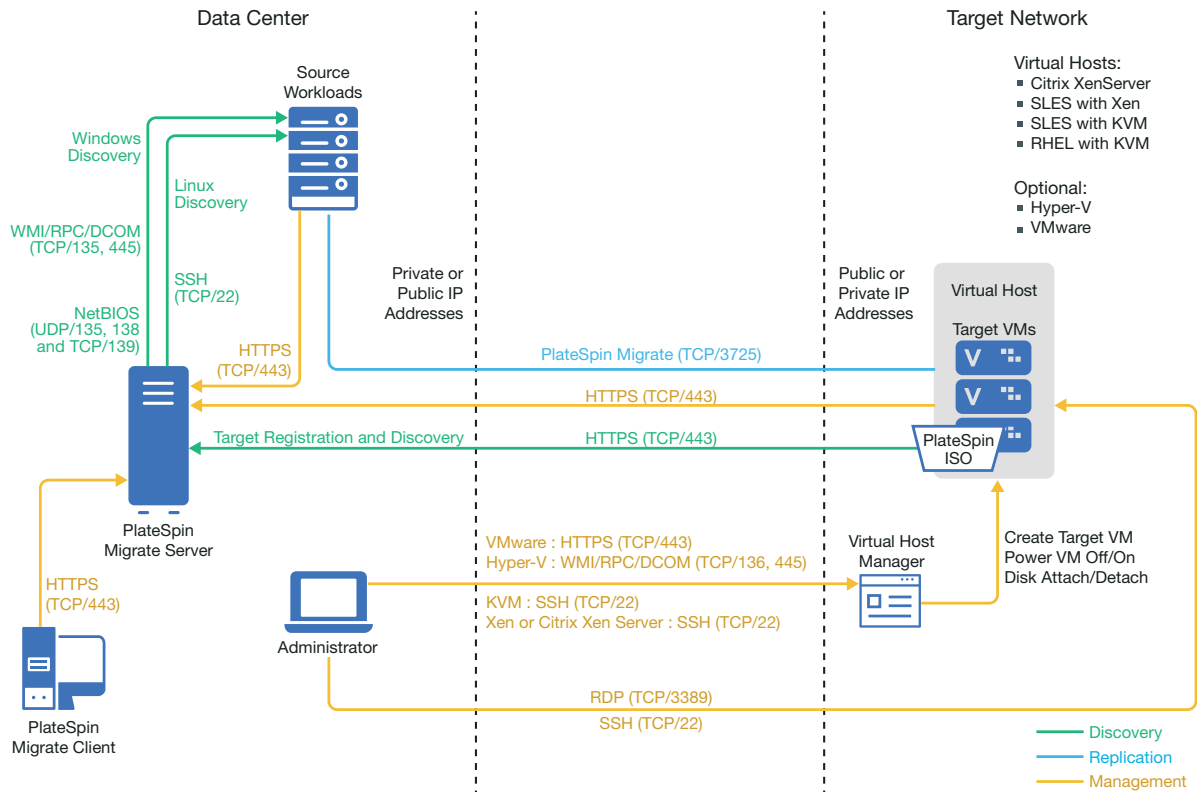 Data Center
Target Network
Virtual Hosts:
Citrix XenServer
SLES with Xen
SLES with KVM
RHEL with KVM
Optional:
Hyper-V
VMware
Source
Workloads
Windows
Discovery
Linux
Discovery
WMI/RPC/DCOM
(TCP/135, 445)
SSH
(TCP/22)
NetBIOS
(UDP/135, 138
and TCP/139)
HTTPS
(TCP/443)
Private or
Public IP
Addresses
Public or
Private IP
Addresses
Virtual Host
Target VMs
V
V
PlateSpin
ISO
PlateSpin Migrate (TCP/3725)
HTTPS (TCP/443)
Target Registration and Discovery
HTTPS (TCP/443)
PlateSpin
Migrate Server
HTTPS
(TCP/443)
PlateSpin
Migrate Client
VMware : HTTPS (TCP/443)
Hyper-V : WMI/RPC/DCOM (TCP/136, 445)
KVM : SSH (TCP/22)
Xen or Citrix Xen Server : SSH (TCP/22)
Administrator
Virtual Host
Manager
Create Target VM
Power VM Off/On
Disk Attach/Detach
RDP (TCP/3389)
SSH (TCP/22)
Discovery
Replication
Management